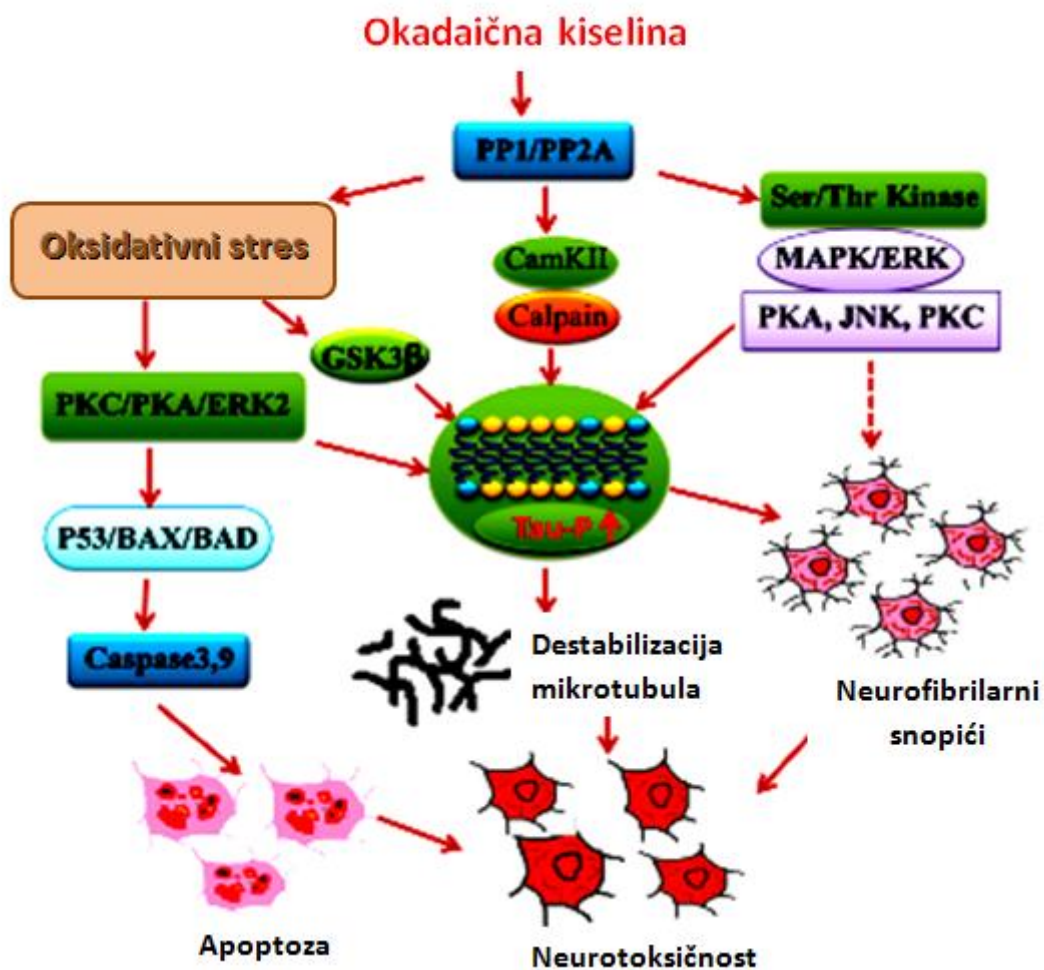 Okadaična kiselina
PP1/PP2A
Ser/Thr Kinase
Oksidativni stres
CamKII
MAPK/ERK
Calpain
PKA, JNK, PKC
GSK3β
PKC/PKA/ERK2
Tau-P
P53/BAX/BAD
Caspase3,9
Destabilizacija
mikrotubula
Neurofibrilarni
snopići
Apoptoza
Neurotoksičnost